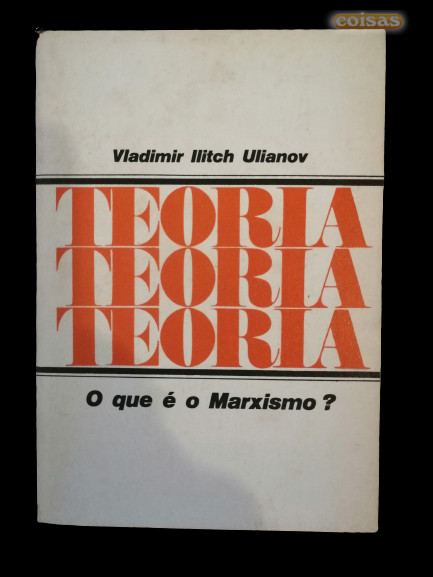 coisas
Vladimir Ilitch Ulianov
TEORIA
TEORIA
TEORIA
O que é o Marxismo ?